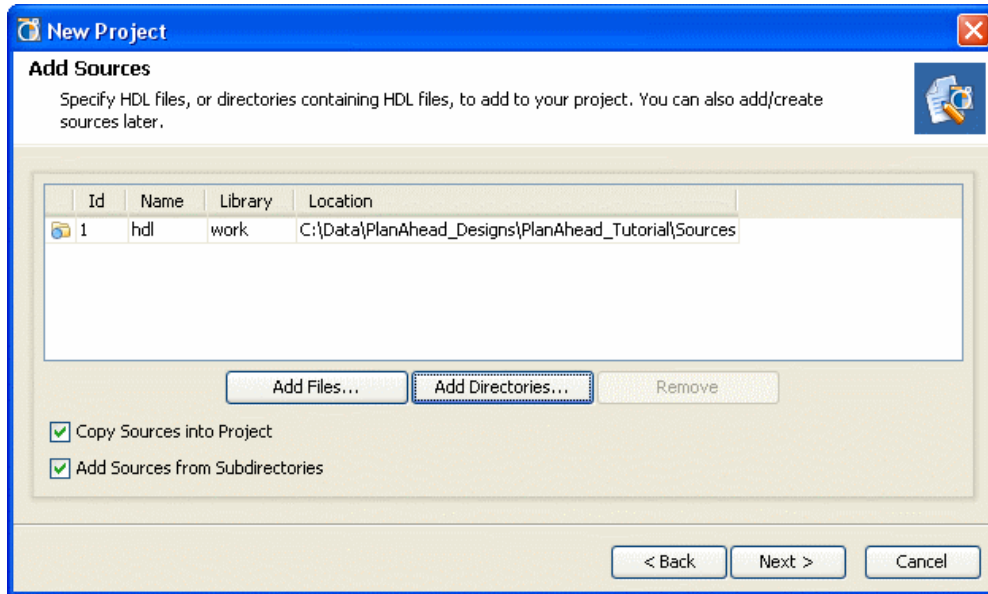 New Project
Add Sources
Specify HDL files, or directories containing HDL files, to add to your project. You can also add/create
sources later.
Id Name Library Location
1 hdl work C:\Data\PlanAhead_Designs\PlanAhead_Tutorial\Sources
Add Files... Add Directories... Remove
Copy Sources into Project
Add Sources from Subdirectories
< Back Next > Cancel